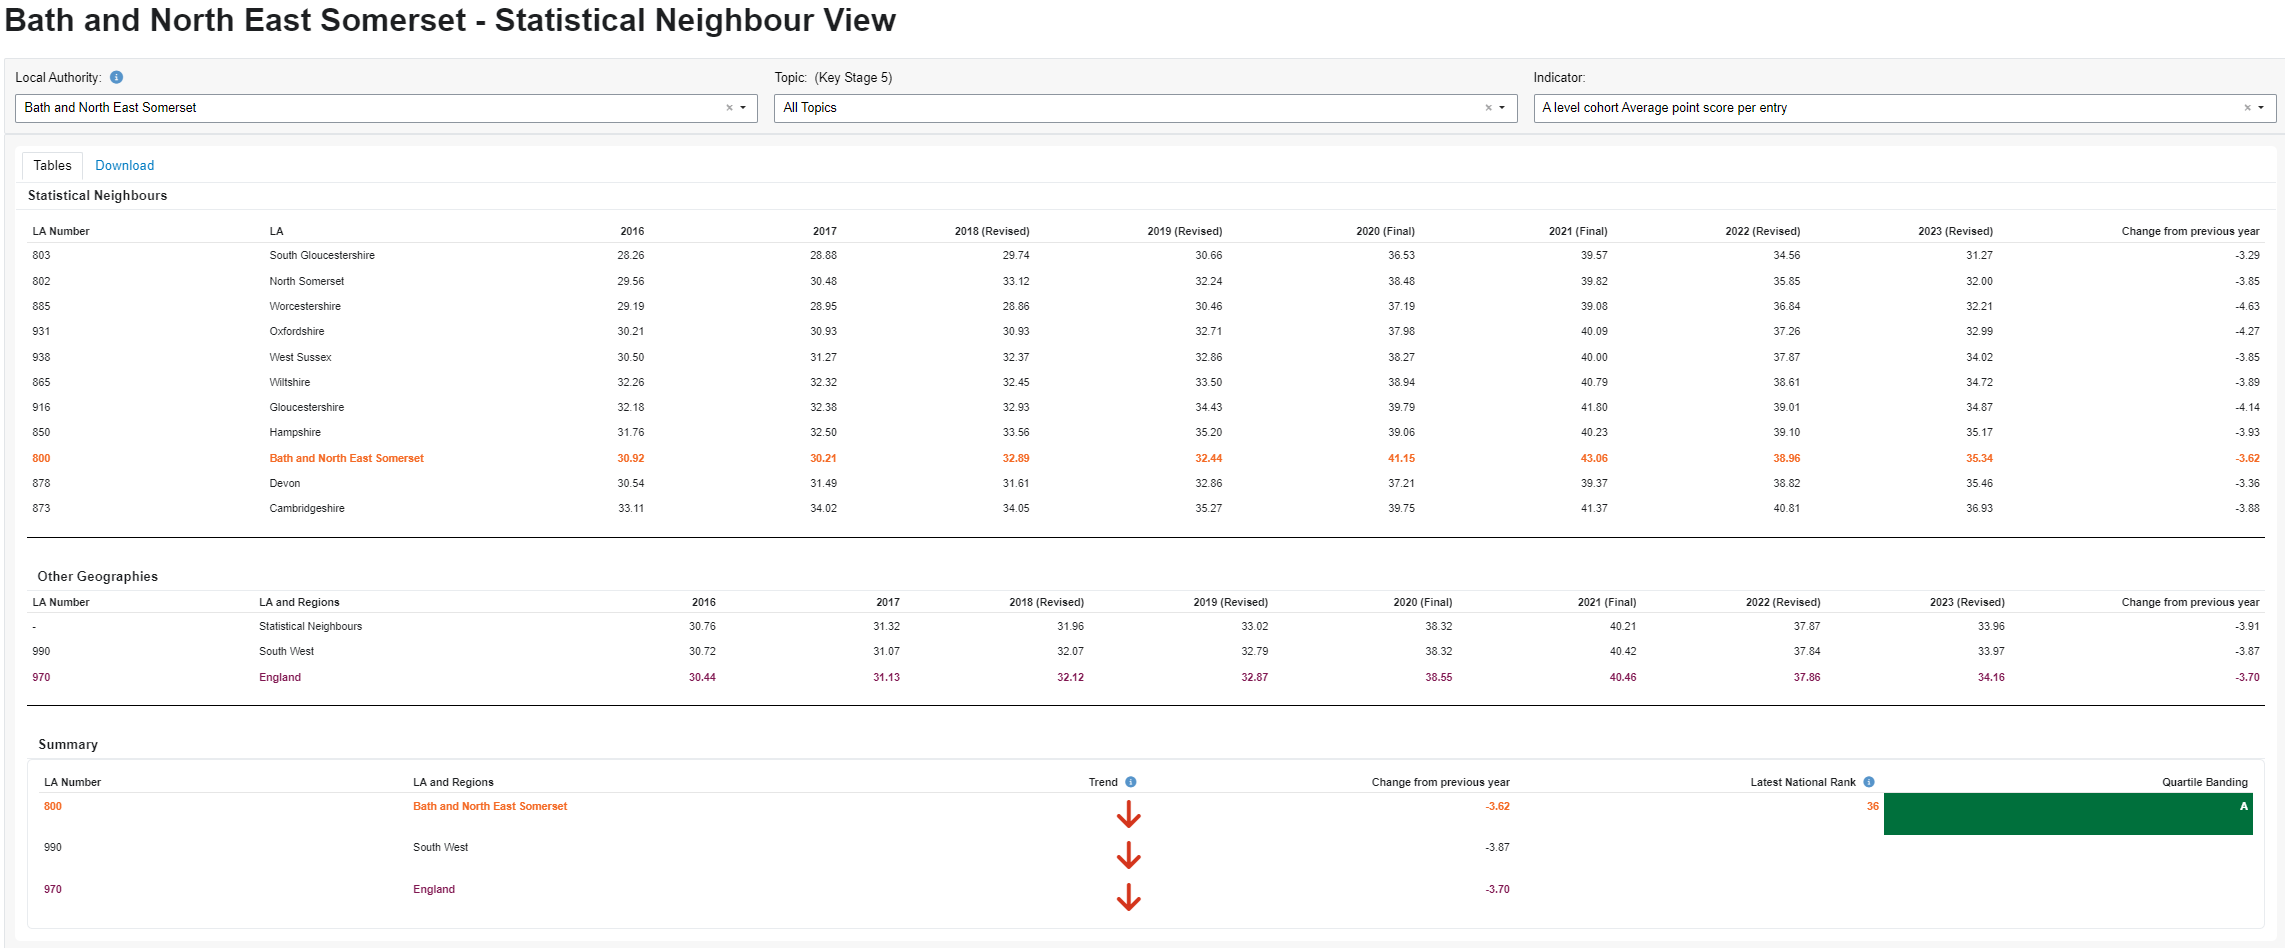 Bath and North East Somerset - Statistical Neighbour View
Local Authority: Topic: (Key Stage 5) Indicator:
Bath and North East Somerset × All Topics × A level cohort Average point score per entry ×
Tables Download
Statistical Neighbours
LA Number LA 2016 2017 2018 (Revised) 2019 (Revised) 2020 (Final) 2021 (Final) 2022 (Revised) 2023 (Revised) Change from previous year
803 South Gloucestershire 28.26 28.88 29.74 30.66 36.53 39.57 34.56 31.27 -3.29
802 North Somerset 29.56 30.48 33.12 32.24 38.48 39.82 35.85 32.00 -3.85
885 Worcestershire 29.19 28.95 28.86 30.46 37.19 39.08 36.84 32.21 -4.63
931 Oxfordshire 30.21 30.93 30.93 32.71 37.98 40.09 37.26 32.99 -4.27
938 West Sussex 30.50 31.27 32.37 32.86 38.27 40.00 37.87 34.02 -3.85
865 Wiltshire 32.26 32.32 32.45 33.50 38.94 40.79 38.61 34.72 -3.89
916 Gloucestershire 32.18 32.38 32.93 34.43 39.79 41.80 39.01 34.87 -4.14
850 Hampshire 31.76 32.50 33.56 35.20 39.06 40.23 39.10 35.17 -3.93
800 Bath and North East Somerset 30.92 30.21 32.89 32.44 41.15 43.06 38.96 35.34 -3.62
878 Devon 30.54 31.49 31.61 32.86 37.21 39.37 38.82 35.46 -3.36
873 Cambridgeshire 33.11 34.02 34.05 35.27 39.75 41.37 40.81 36.93 -3.88
Other Geographies
LA Number LA and Regions 2016 2017 2018 (Revised) 2019 (Revised) 2020 (Final) 2021 (Final) 2022 (Revised) 2023 (Revised) Change from previous year
- Statistical Neighbours 30.76 31.32 31.96 33.02 38.32 40.21 37.87 33.96 -3.91
990 South West 30.72 31.07 32.07 32.79 38.32 40.42 37.84 33.97 -3.87
970 England 30.44 31.13 32.12 32.87 38.55 40.46 37.86 34.16 -3.70
Summary
LA Number LA and Regions Trend Change from previous year Latest National Rank Quartile Banding
800 Bath and North East Somerset -3.62 36 A
990 South West -3.87
970 England -3.70